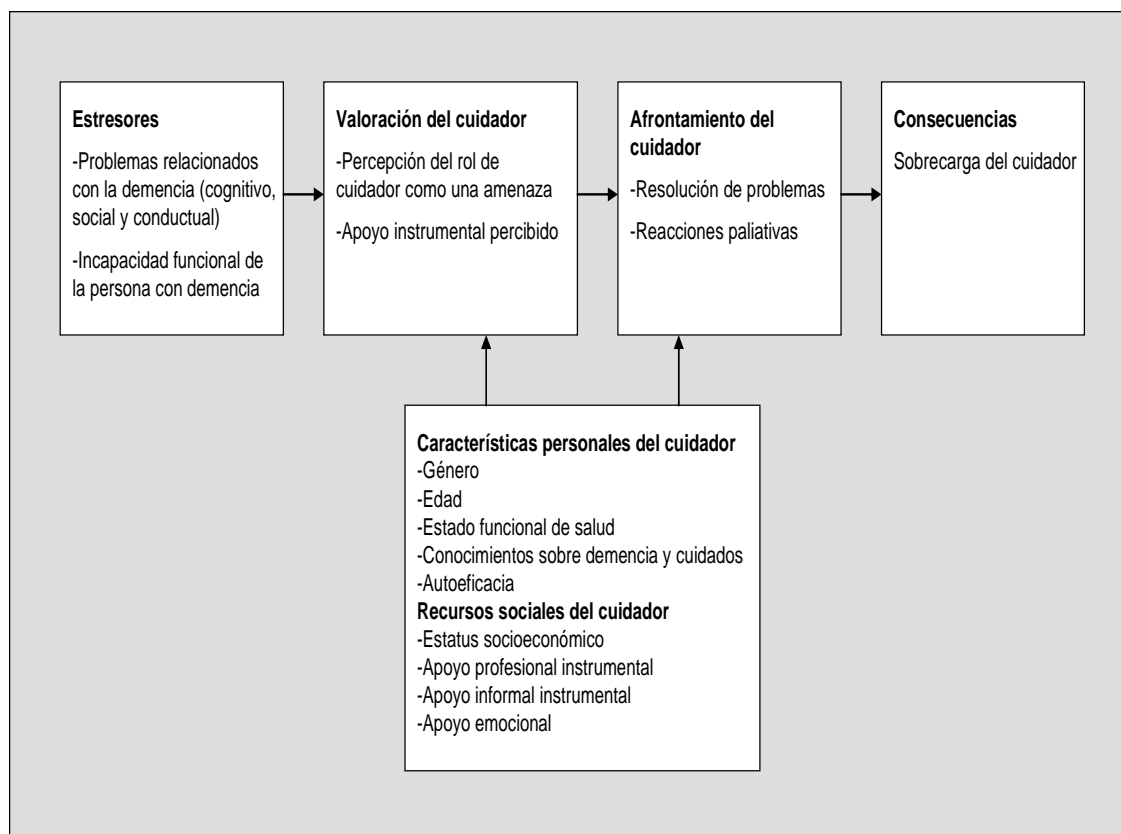 Estresores
-Problemas relacionados
con la demencia (cognitivo,
social y conductual)
-Incapacidad funcional de
la persona con demencia
Valoración del cuidador
-Percepción del rol de
cuidador como una amenaza
-Apoyo instrumental percibido
Afrontamiento del
cuidador
-Resolución de problemas
-Reacciones paliativas
Consecuencias
Sobrecarga del cuidador
Características personales del cuidador
-Género
-Edad
-Estado funcional de salud
-Conocimientos sobre demencia y cuidados
-Autoeficacia
Recursos sociales del cuidador
-Estatus socioeconómico
-Apoyo profesional instrumental
-Apoyo informal instrumental
-Apoyo emocional